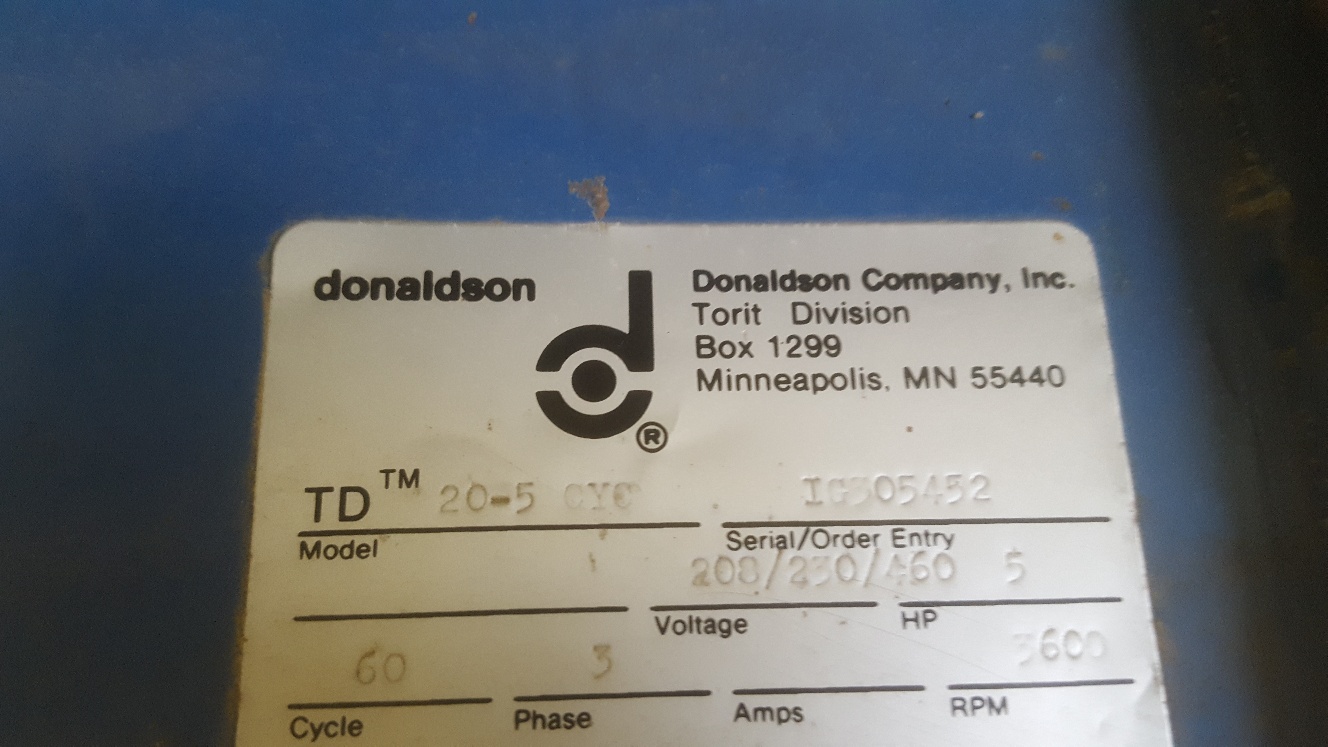 donaldson
d
®
Donaldson Company, Inc.
Torit Division
Box 1299
Minneapolis, MN 55440
TD™ 20-5 CYC
IG305452
Model
Serial/Order Entry
208/230/460 5
Voltage HP
60 3 3600
Cycle Phase Amps RPM